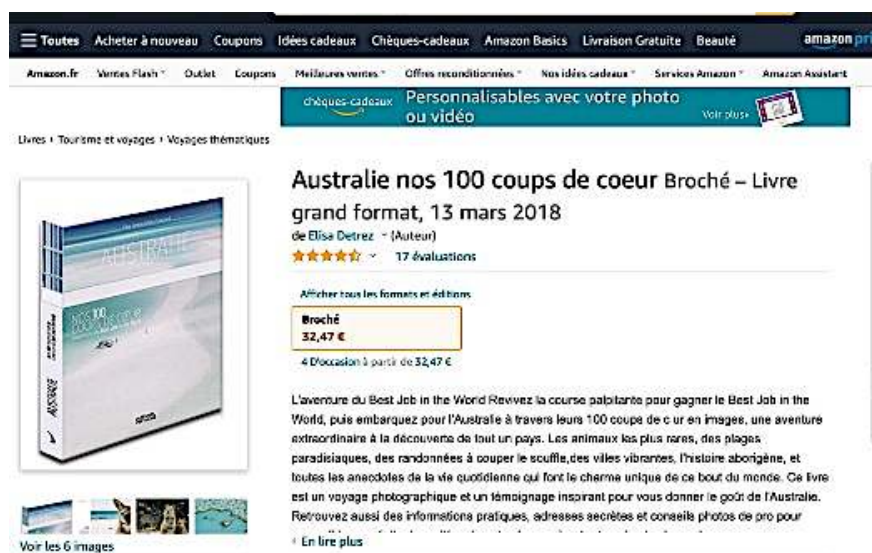 Toutes Acheter à nouveau Coupons Idées cadeaux Chèques-cadeaux Amazon Basics Livraison Gratuite Beauté amazon pri
Amazon.fr Ventes Flash Outlet Coupons Meilleures ventes Offres reconditionnées Nos idées cadeaux Services Amazon Amazon Assistant
chèques-cadeaux Personnalisables avec votre photo
ou vidéo Voir plus›
Livres › Tourisme et voyages › Voyages thématiques
Australie nos 100 coups de coeur Broché – Livre
grand format, 13 mars 2018
de Elisa Detrez (Auteur)
17 évaluations
Afficher tous les formats et éditions
Broché
32,47 €
4 D'occasion à partir de 32,47 €
AUSTRALIE
NOS 100
COUPS DE CŒUR
L'aventure du Best Job in the World Revivez la course palpitante pour gagner le Best Job in the
World, puis embarquez pour l'Australie à travers leurs 100 coups de c ur en images, une aventure
extraordinaire à la découverte de tout un pays. Les animaux les plus rares, des plages
paradisiaques, des randonnées à couper le souffle,des villes vibrantes, l'histoire aborigène, et
toutes les anecdotes de la vie quotidienne qui font le charme unique de ce bout du monde. Ce livre
est un voyage photographique et un témoignage inspirant pour vous donner le goût de l'Australie.
Retrouvez aussi des informations pratiques, adresses secrètes et conseils photos de pro pour
En lire plus
Voir les 6 images